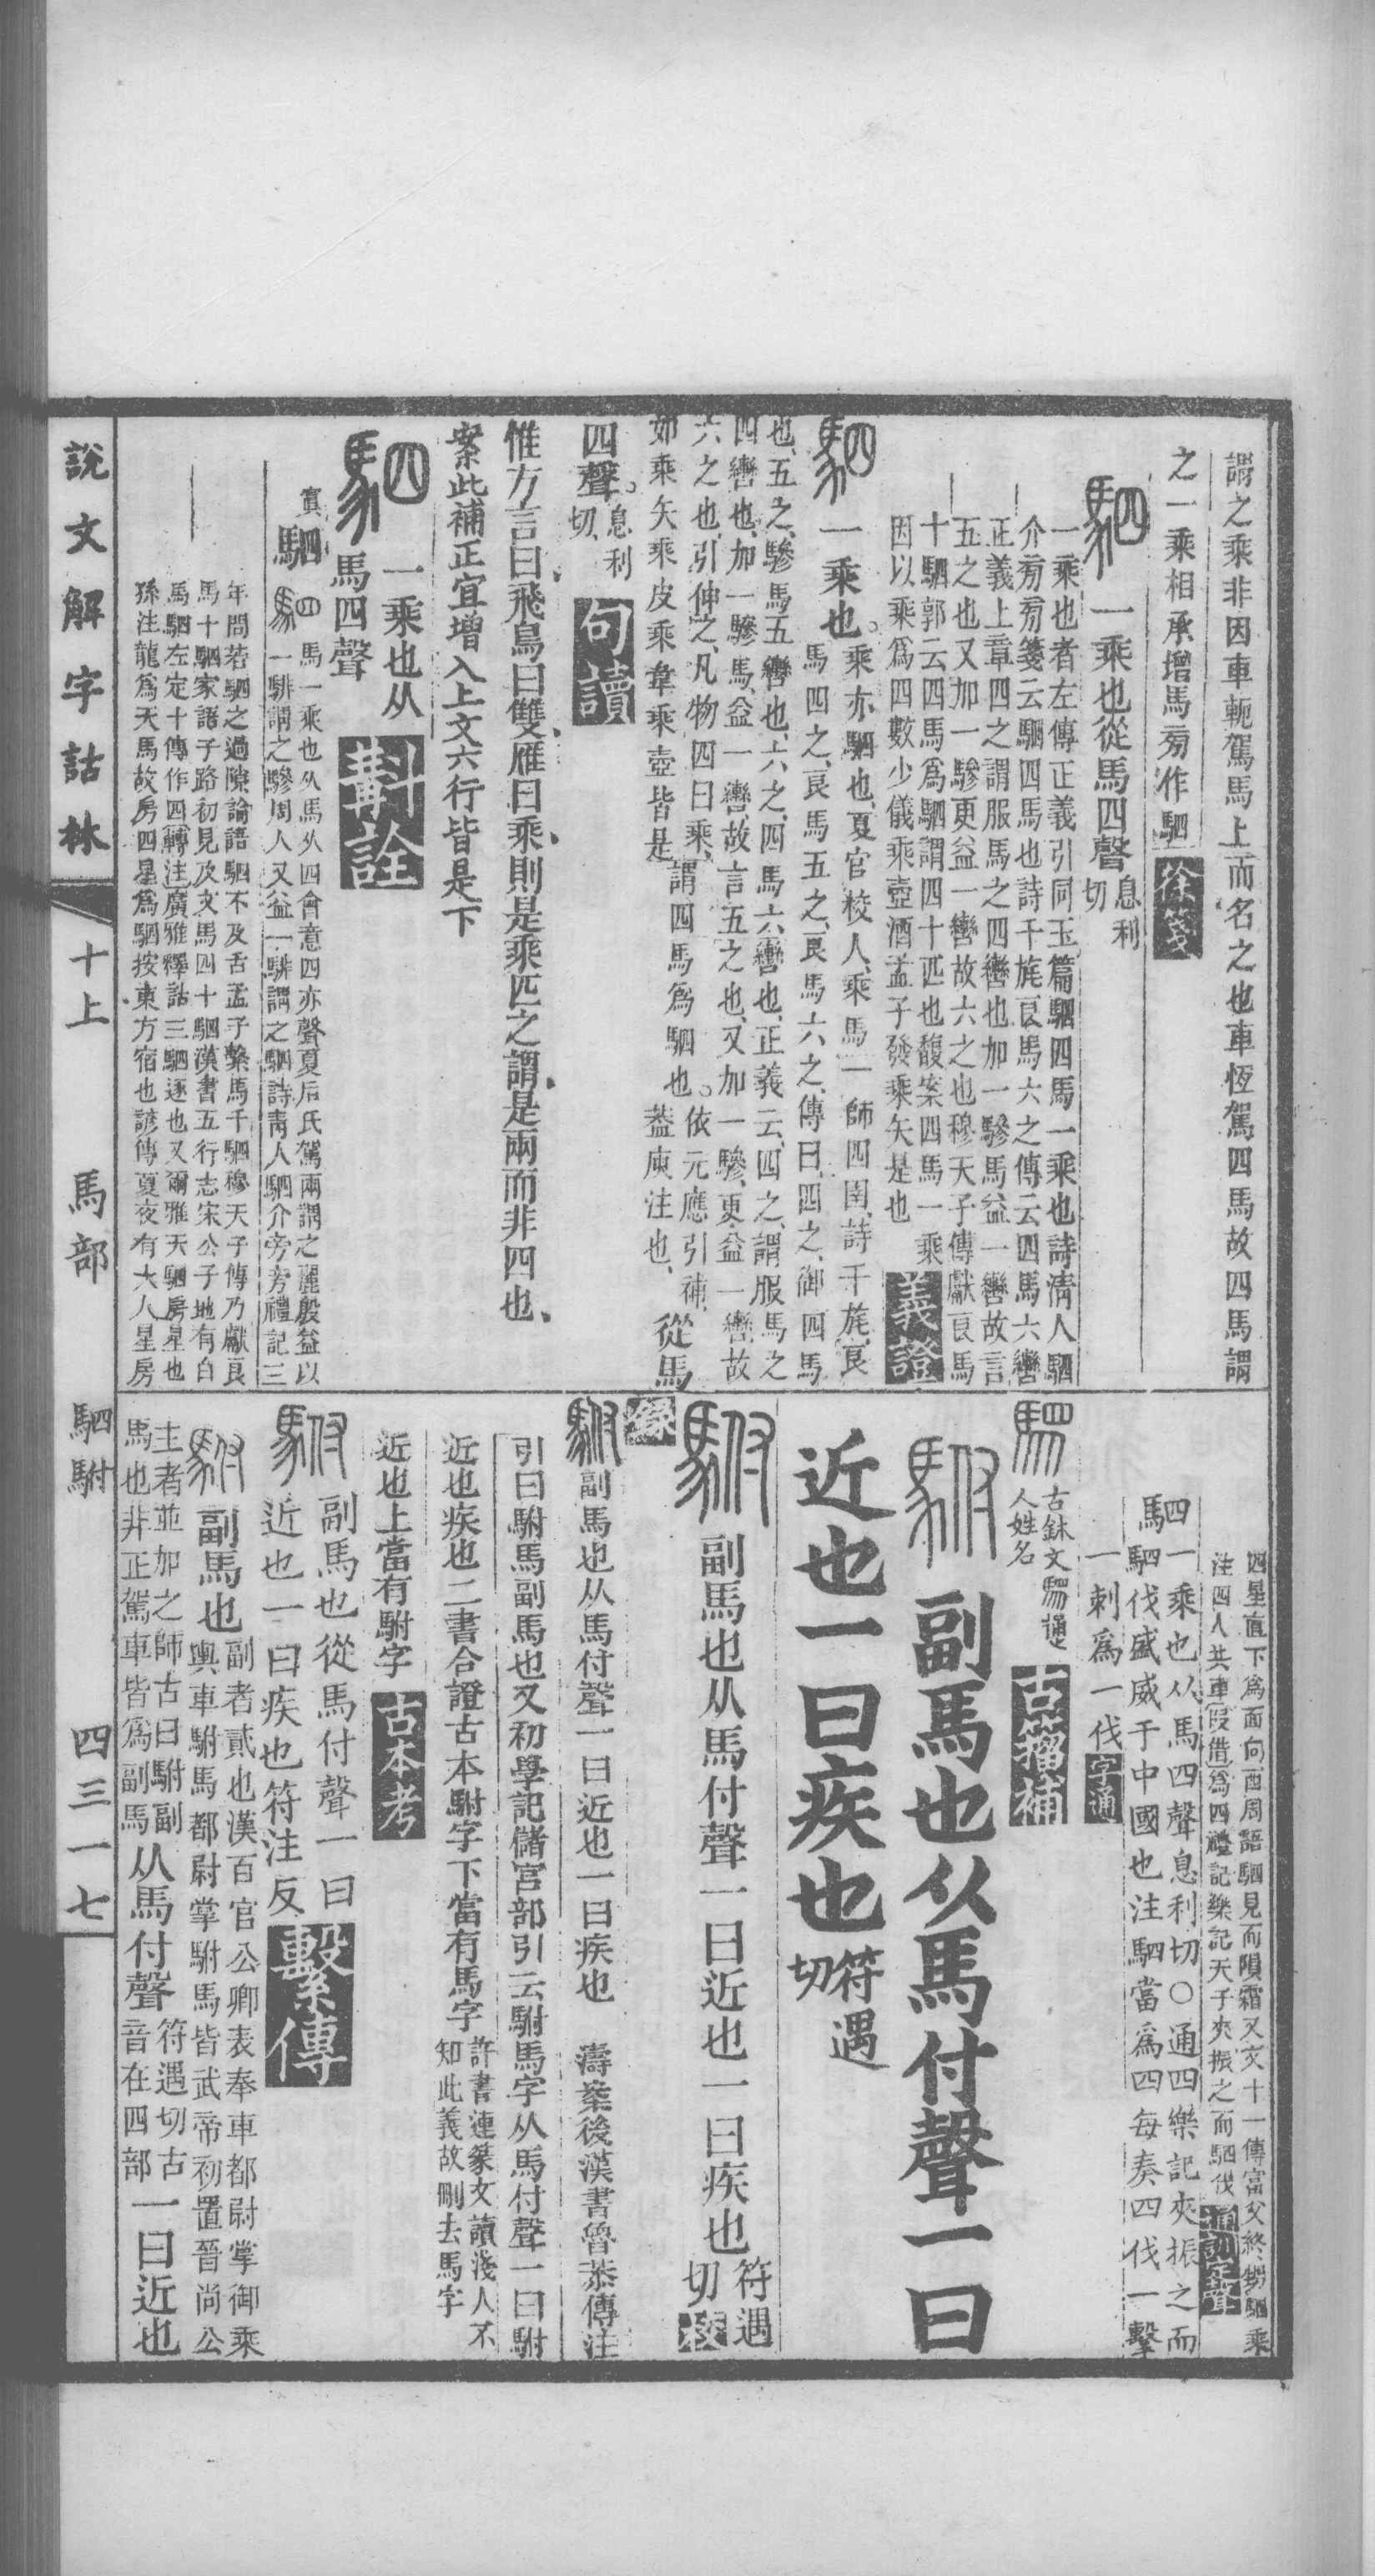 謂之乘非因車軛駕馬上而名之也車恆駕四馬故四馬謂
之一乘相承增馬旁作駟 徐箋
一乘也從馬四聲 息利切
一乘也者左傳正義引同玉篇駟四馬一乘也詩淸人駟
介旁旁箋云駟四馬也詩干旄良馬六之傳云四馬六轡
正義上章四之謂服馬之四轡也加一驂馬益一轡故言
五之也又加一驂更益一轡故六之也穆天子傳獻良馬
十駟郭云四馬爲駟謂四十匹也馥案四馬一乘
因以乘爲四數少儀乘壺酒孟子發乘矢是也 義證
一乘也。乘亦駟也、夏官校人、乘馬一師四圉、詩干旄、良
馬四之、良馬五之、良馬六之、傳曰、四之、御四馬
也、五之、驂馬五轡也、六之、四馬六轡也、正義云、四之、謂服馬之
四轡也、加一驂馬、益一轡、故言五之也、又加一驂、更益一轡、故
六之也、引伸之、凡物四曰乘、謂四馬爲駟也。依元應引補、
如乘矢乘皮乘韋乘壺皆是 葢庾注也、從馬
四聲。息利切 句讀
惟方言曰、飛鳥曰雙、雁曰乘、則是乘匹之謂、是兩而非四也、
案此補正宜增入上文六行皆是下
一乘也从
馬四聲 斠詮
駟 馬一乘也从馬从四會意四亦聲夏后氏駕兩謂之麗殷益以
一騑謂之驂周人又益一騑謂之駟詩靑人駟介旁旁禮記三
年問若駟之過隙論語駟不及舌孟子繫馬千駟穆天子傳乃獻良
馬十駟家語子路初見及文馬四十駟漢書五行志宋公子地有白
馬駟左定十傳作四 轉注 廣雅釋詁三駟逐也又爾雅天駟房星也
孫注龍爲天馬故房四星爲駟按東方宿也諺傳夏夜有大人星房
四星直下爲面向西周語駟見而隕霜又文十一傳富父終甥駟乘
注四人共車 假借 爲四禮記樂記天子夾振之而駟伐 通訓定聲
駟一乘也从馬四聲息利切○通四樂記夾振之而
駟伐盛威于中國也注駟當爲四每奏四伐一擊
一刺爲一伐 字通
古鉥文
人姓名 古籀補
副馬也从馬付聲一曰
近也一曰疾也 符遇切
副馬也从馬付聲一曰近也一曰疾也 符遇切 校
錄
副馬也从馬付聲一曰近也一曰疾也 濤案後漢書魯恭傳注
引曰駙馬副馬也又初學記儲宮部引云駙馬字从馬付聲一曰駙
近也疾也二書合證古本駙字下當有馬字 許書連篆文讀淺人不知此義故刪去馬字
近也上當有駙字 古本考
副馬也從馬付聲一曰
近也一曰疾也符注反 繫傳
副馬也 副者貳也漢百官公卿表奉車都尉掌御乘
輿車駙馬都尉掌駙馬皆武帝初置晉尚公
主者並加之師古曰駙副
馬也非正駕車皆爲副馬 从馬付聲 符遇切古音在四部 一曰近也
說文解字詁林 十上 馬部 駟駙 四三一七